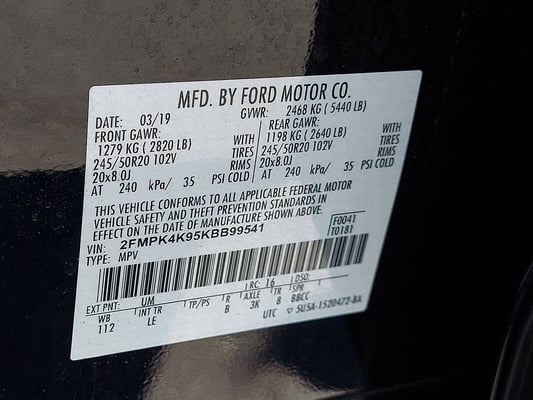 MFD. BY FORD MOTOR CO.
DATE: 03/19 GVWR: 2468 KG ( 5440 LB)
FRONT GAWR: REAR GAWR:
1279 KG ( 2820 LB) WITH 1198 KG ( 2640 LB) WITH
245/50R20 102V TIRES 245/50R20 102V TIRES
20x8.0J RIMS 20x8.0J RIMS
AT 240 kPa/ 35 PSI COLD AT 240 kPa/ 35 PSI COLD
THIS VEHICLE CONFORMS TO ALL APPLICABLE FEDERAL MOTOR
VEHICLE SAFETY AND THEFT PREVENTION STANDARDS IN
EFFECT ON THE DATE OF MANUFACTURE SHOWN ABOVE.
F0041
VIN: 2FMPK4K95KBB99541 T0181
TYPE: MPV
EXT PNT: UM RC: 16 DSO:
WB INT TR TP/PS R AXLE TR SPR
112 LE B 3K 8 BBCC
UTC ▽ 5U5A-1520472-BA